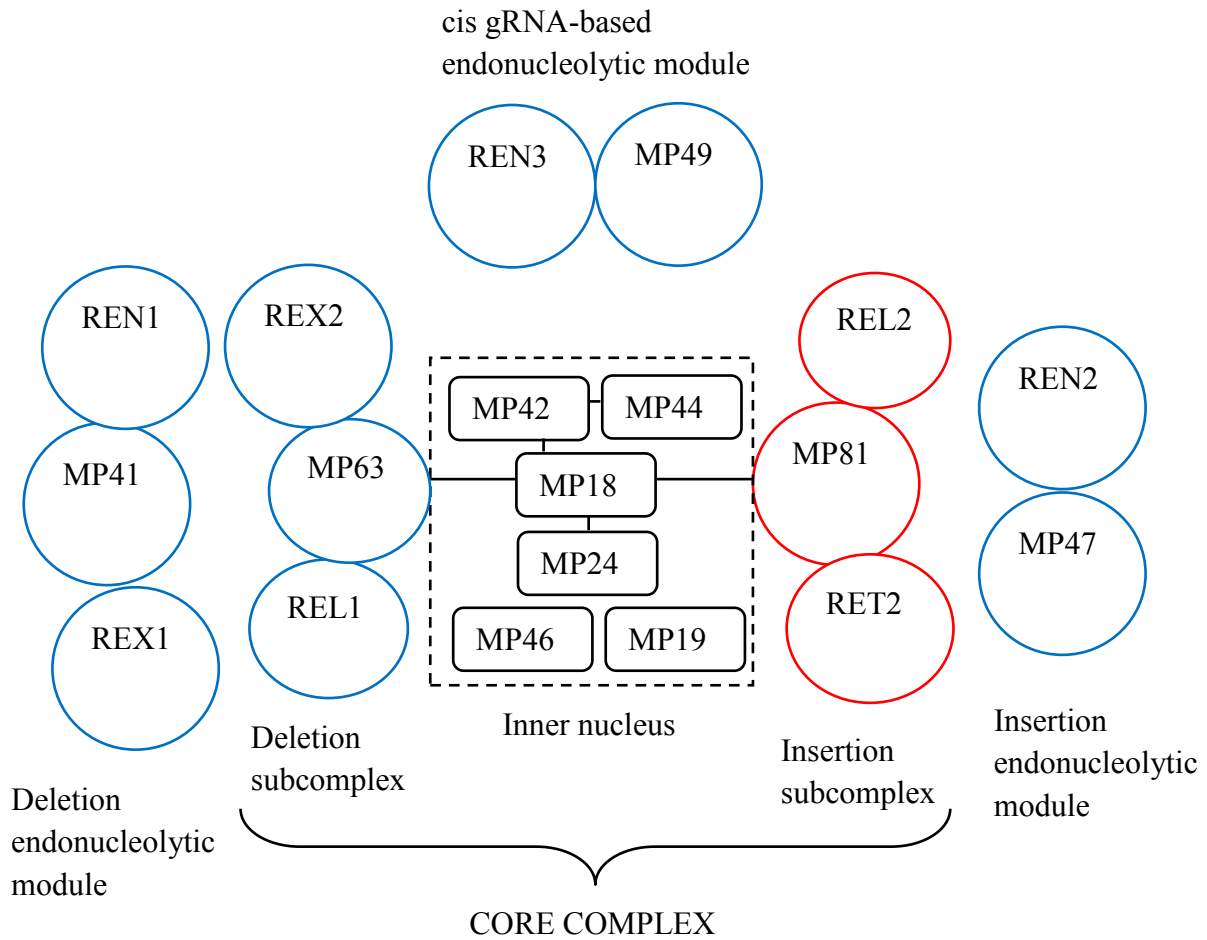 cis gRNA-based
endonucleolytic module
REN3
MP49
REN1
REX2
REL2
REN2
MP42
MP44
MP41
MP63
MP18
MP81
MP47
MP24
REX1
REL1
MP46
MP19
RET2
Inner nucleus
Deletion
subcomplex
Insertion
subcomplex
Insertion
endonucleolytic
module
Deletion
endonucleolytic
module
CORE COMPLEX